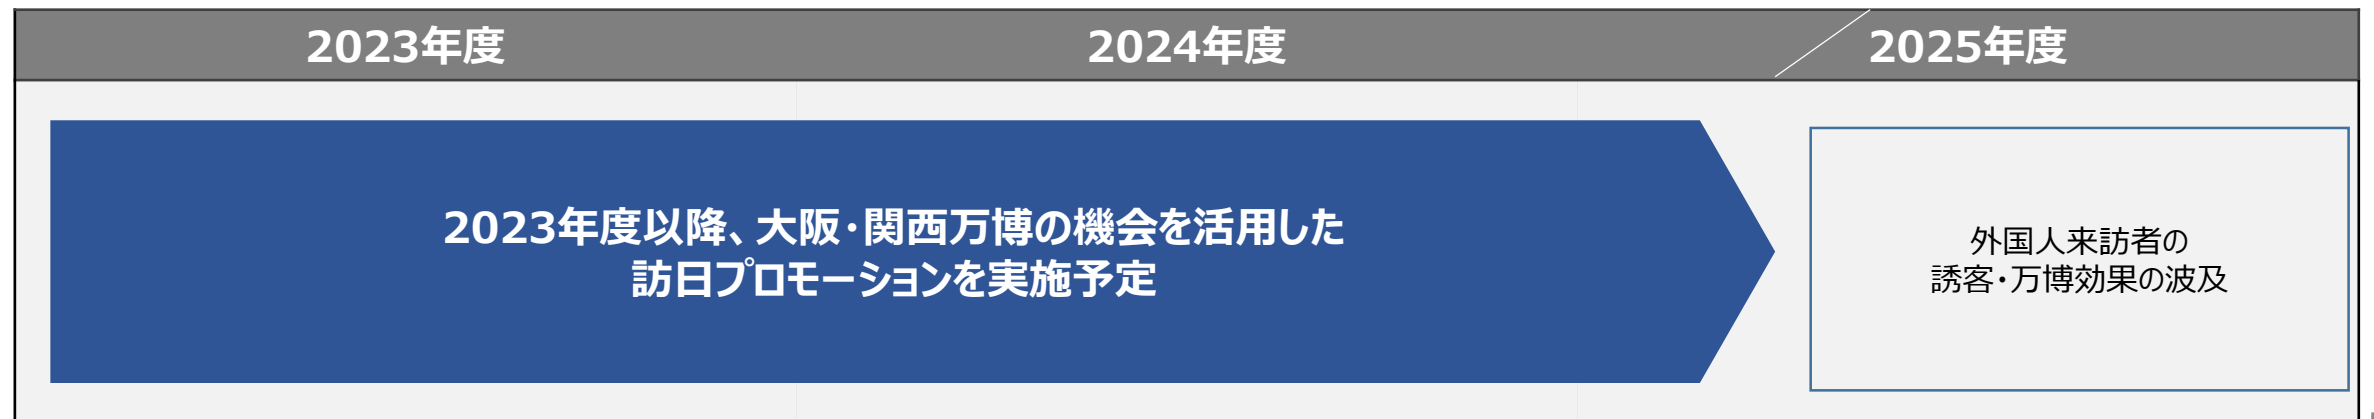 2023年度
2024年度
2025年度
2023年度以降、大阪・関西万博の機会を活用した
訪日プロモーションを実施予定
外国人来訪者の
誘客・万博効果の波及